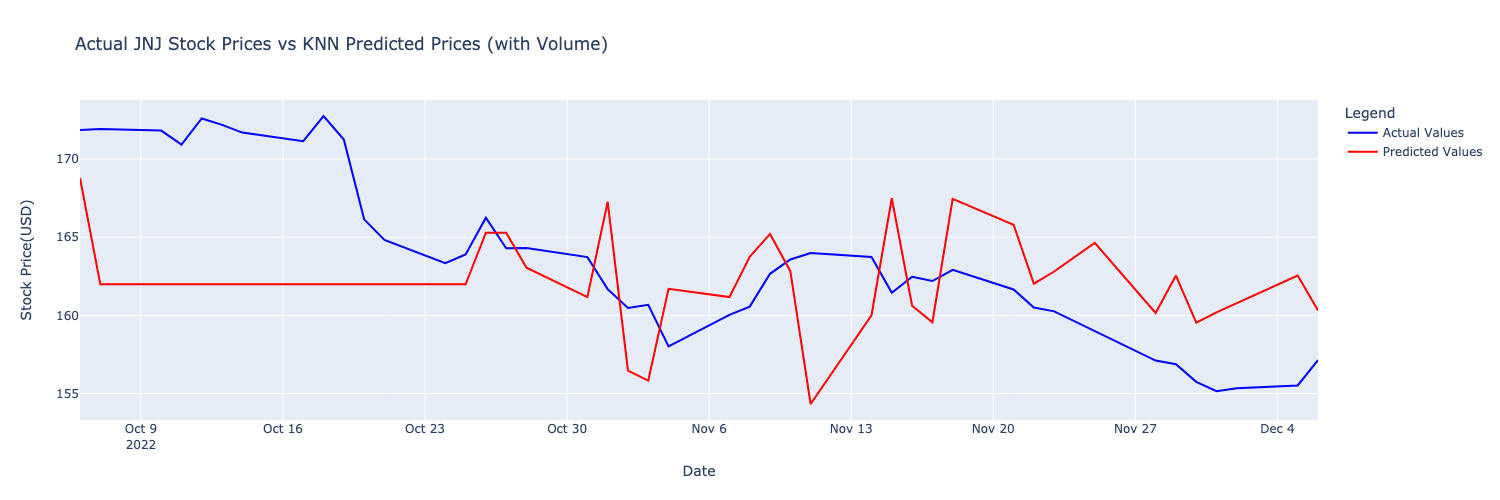 Actual JNJ Stock Prices vs KNN Predicted Prices (with Volume)
Legend
Actual Values
Predicted Values
Stock Price(USD)
170
165
160
155
Oct 9
2022
Oct 16
Oct 23
Oct 30
Nov 6
Nov 13
Nov 20
Nov 27
Dec 4
Date